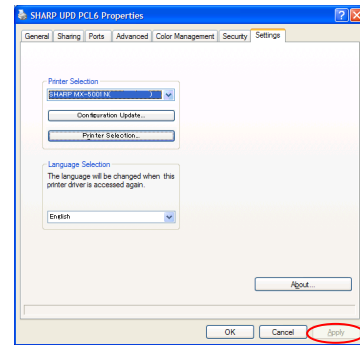 SHARP UPD PCL6 Properties
General Sharing Ports Advanced Color Management Security Settings
Printer Selection
SHARP MX-5001N( )
Configuration Update...
Printer Selection...
Language Selection
The language will be changed when this
printer driver is accessed again.
English
About...
OK Cancel Apply